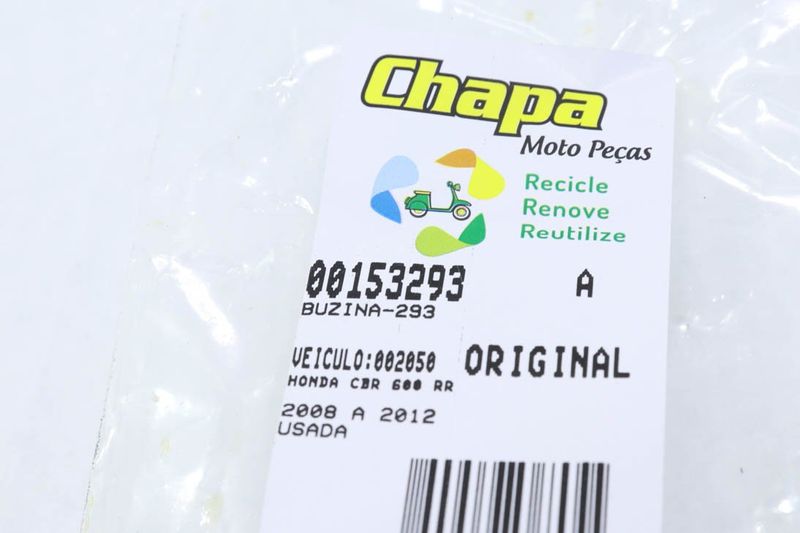 Chapa
Moto Peças
Recicle
Renove
Reutilize
00153293 A
BUZINA-293
VEICULO:002050 ORIGINAL
HONDA CBR 600 RR
2008 A 2012
USADA